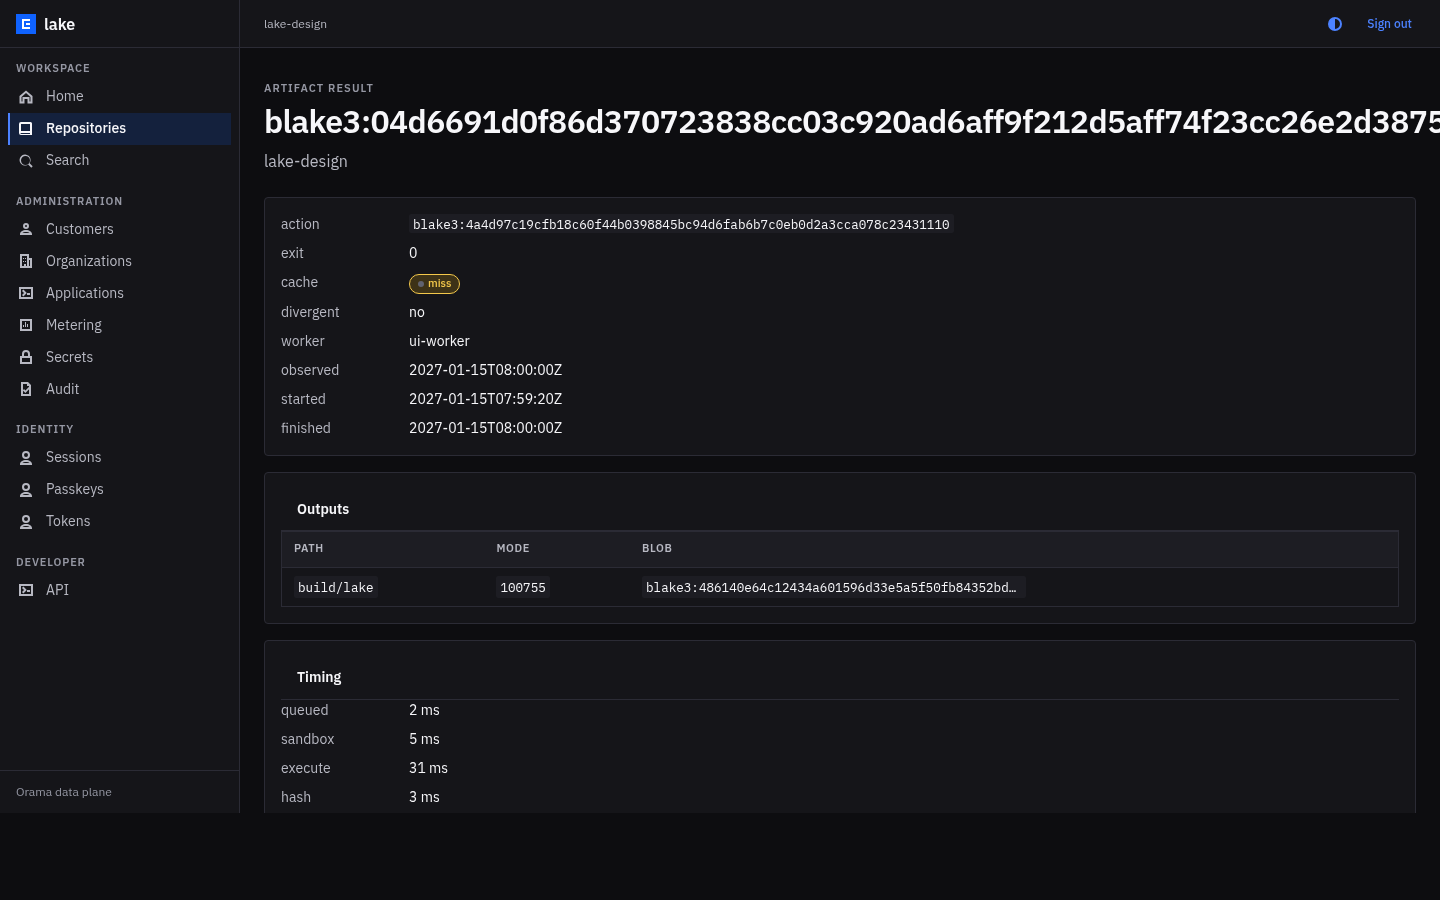 lake
lake-design
Sign out
WORKSPACE
Home
Repositories
Search
ADMINISTRATION
Customers
Organizations
Applications
Metering
Secrets
Audit
IDENTITY
Sessions
Passkeys
Tokens
DEVELOPER
API
Orama data plane
ARTIFACT RESULT
blake3:04d6691d0f86d370723838cc03c920ad6aff9f212d5aff74f23cc26e2d3875
lake-design
action blake3:4a4d97c19cfb18c60f44b0398845bc94d6fab6b7c0eb0d2a3cca078c23431110
exit 0
cache miss
divergent no
worker ui-worker
observed 2027-01-15T08:00:00Z
started 2027-01-15T07:59:20Z
finished 2027-01-15T08:00:00Z
Outputs
PATH MODE BLOB
build/lake 100755 blake3:486140e64c12434a601596d33e5a5f50fb84352bd…
Timing
queued 2 ms
sandbox 5 ms
execute 31 ms
hash 3 ms